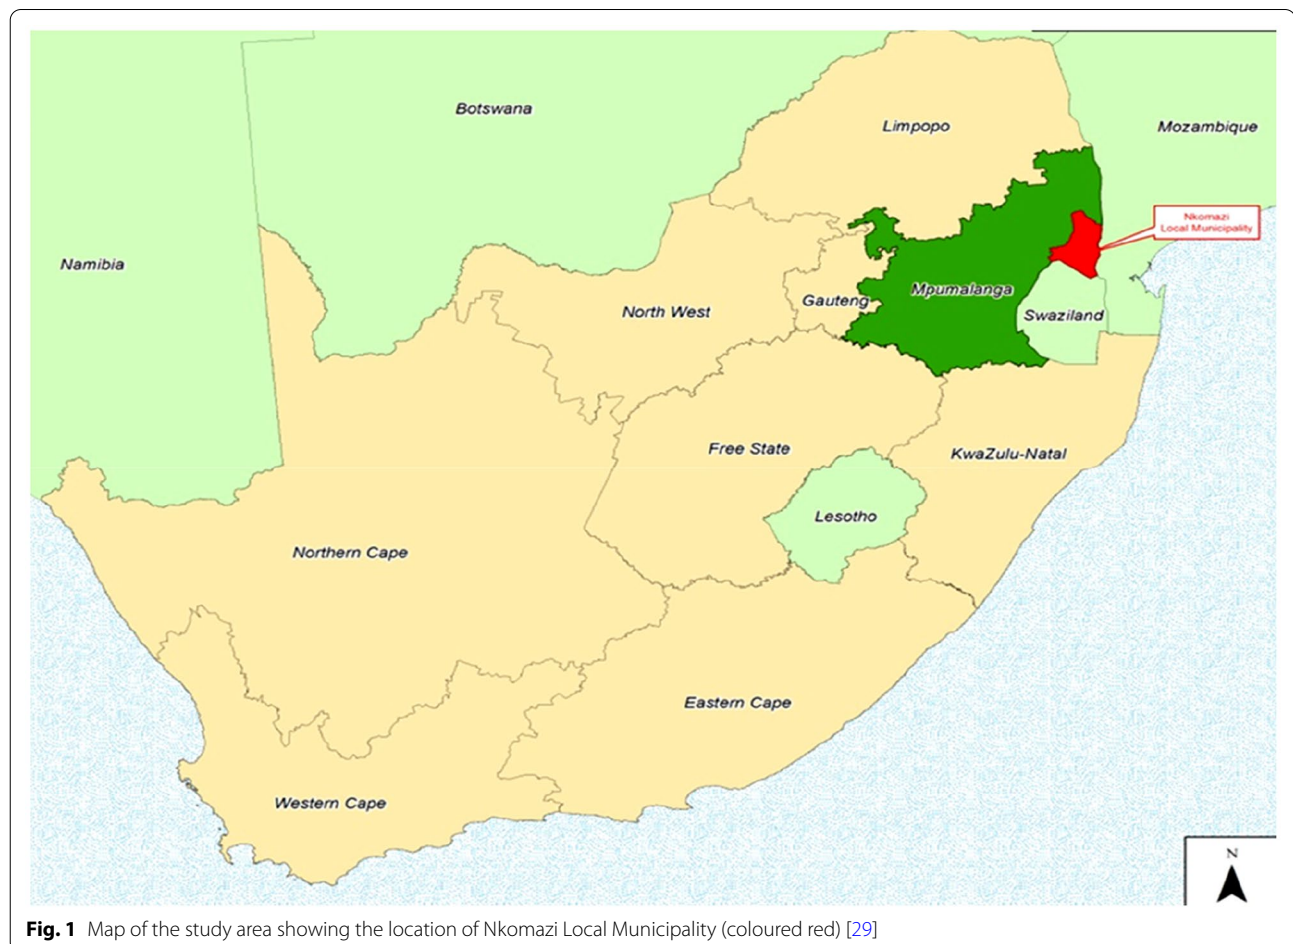 Botswana
Limpopo
Mozambique
Nkomazi
Local Municipality
Namibia
Mpumalanga
Gauteng
North West
Swaziland
Free State
KwaZulu-Natal
Lesotho
Northern Cape
Eastern Cape
Western Cape
N
Fig. 1 Map of the study area showing the location of Nkomazi Local Municipality (coloured red) [29]